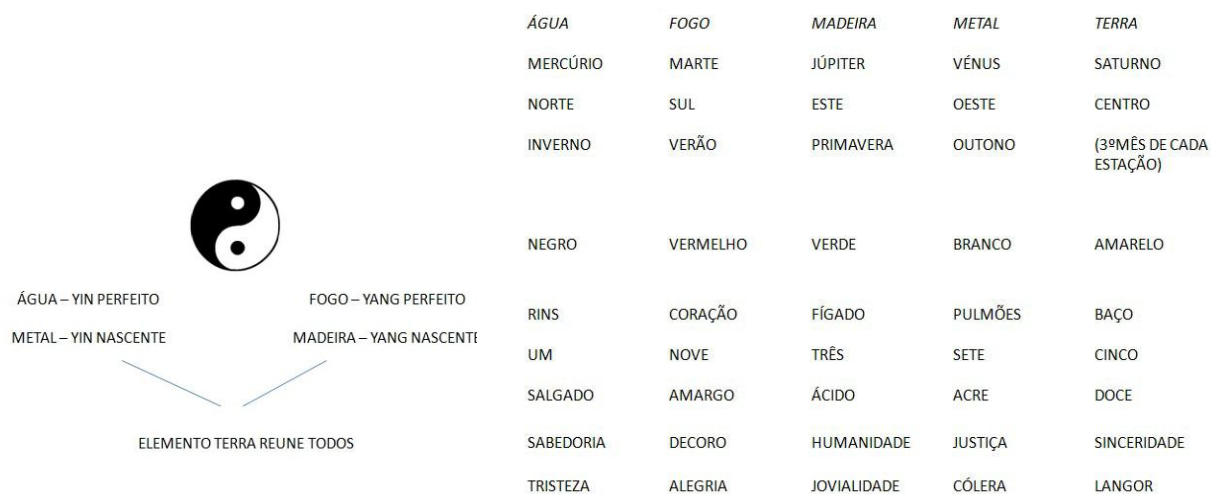 ÁGUA – YIN PERFEITO FOGO – YANG PERFEITO
METAL – YIN NASCENTE MADEIRA – YANG NASCENTE
ELEMENTO TERRA REUNE TODOS
ÁGUA FOGO MADEIRA METAL TERRA
MERCÚRIO MARTE JÚPITER VÉNUS SATURNO
NORTE SUL ESTE OESTE CENTRO
INVERNO VERÃO PRIMAVERA OUTONO (3ºMÊS DE CADA
ESTAÇÃO)
NEGRO VERMELHO VERDE BRANCO AMARELO
RINS CORAÇÃO FÍGADO PULMÕES BAÇO
UM NOVE TRÊS SETE CINCO
SALGADO AMARGO ÁCIDO ACRE DOCE
SABEDORIA DECORO HUMANIDADE JUSTIÇA SINCERIDADE
TRISTEZA ALEGRIA JOVIALIDADE CÓLERA LANGOR